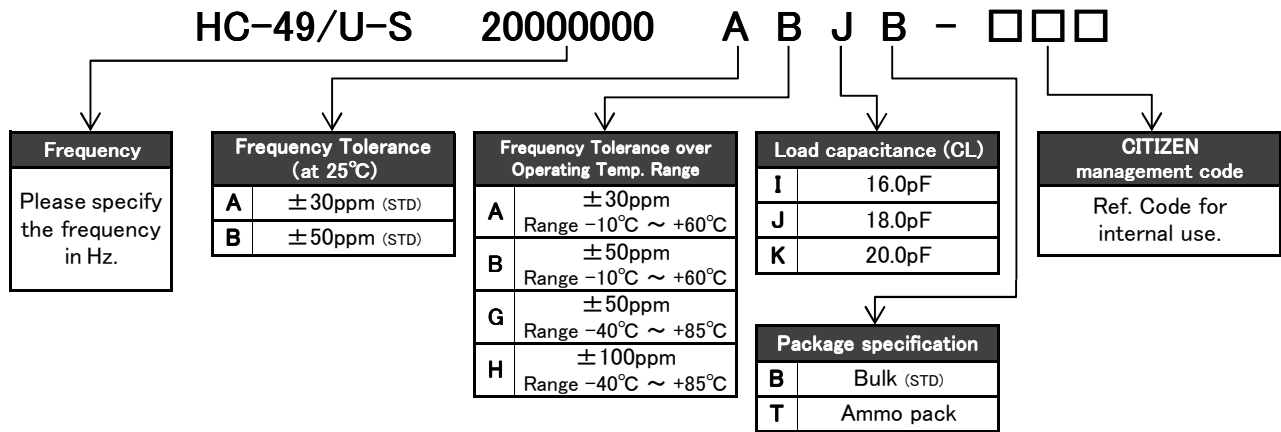 HC-49/U-S 20000000 A B J B - □□□
Frequency
Please specify
the frequency
in Hz.
Frequency Tolerance
(at 25℃)
A ±30ppm (STD)
B ±50ppm (STD)
Frequency Tolerance over
Operating Temp. Range
A ±30ppm
Range -10℃ ～ +60℃
B ±50ppm
Range -10℃ ～ +60℃
G ±50ppm
Range -40℃ ～ +85℃
H ±100ppm
Range -40℃ ～ +85℃
Load capacitance (CL)
I 16.0pF
J 18.0pF
K 20.0pF
Package specification
B Bulk (STD)
T Ammo pack
CITIZEN
management code
Ref. Code for
internal use.